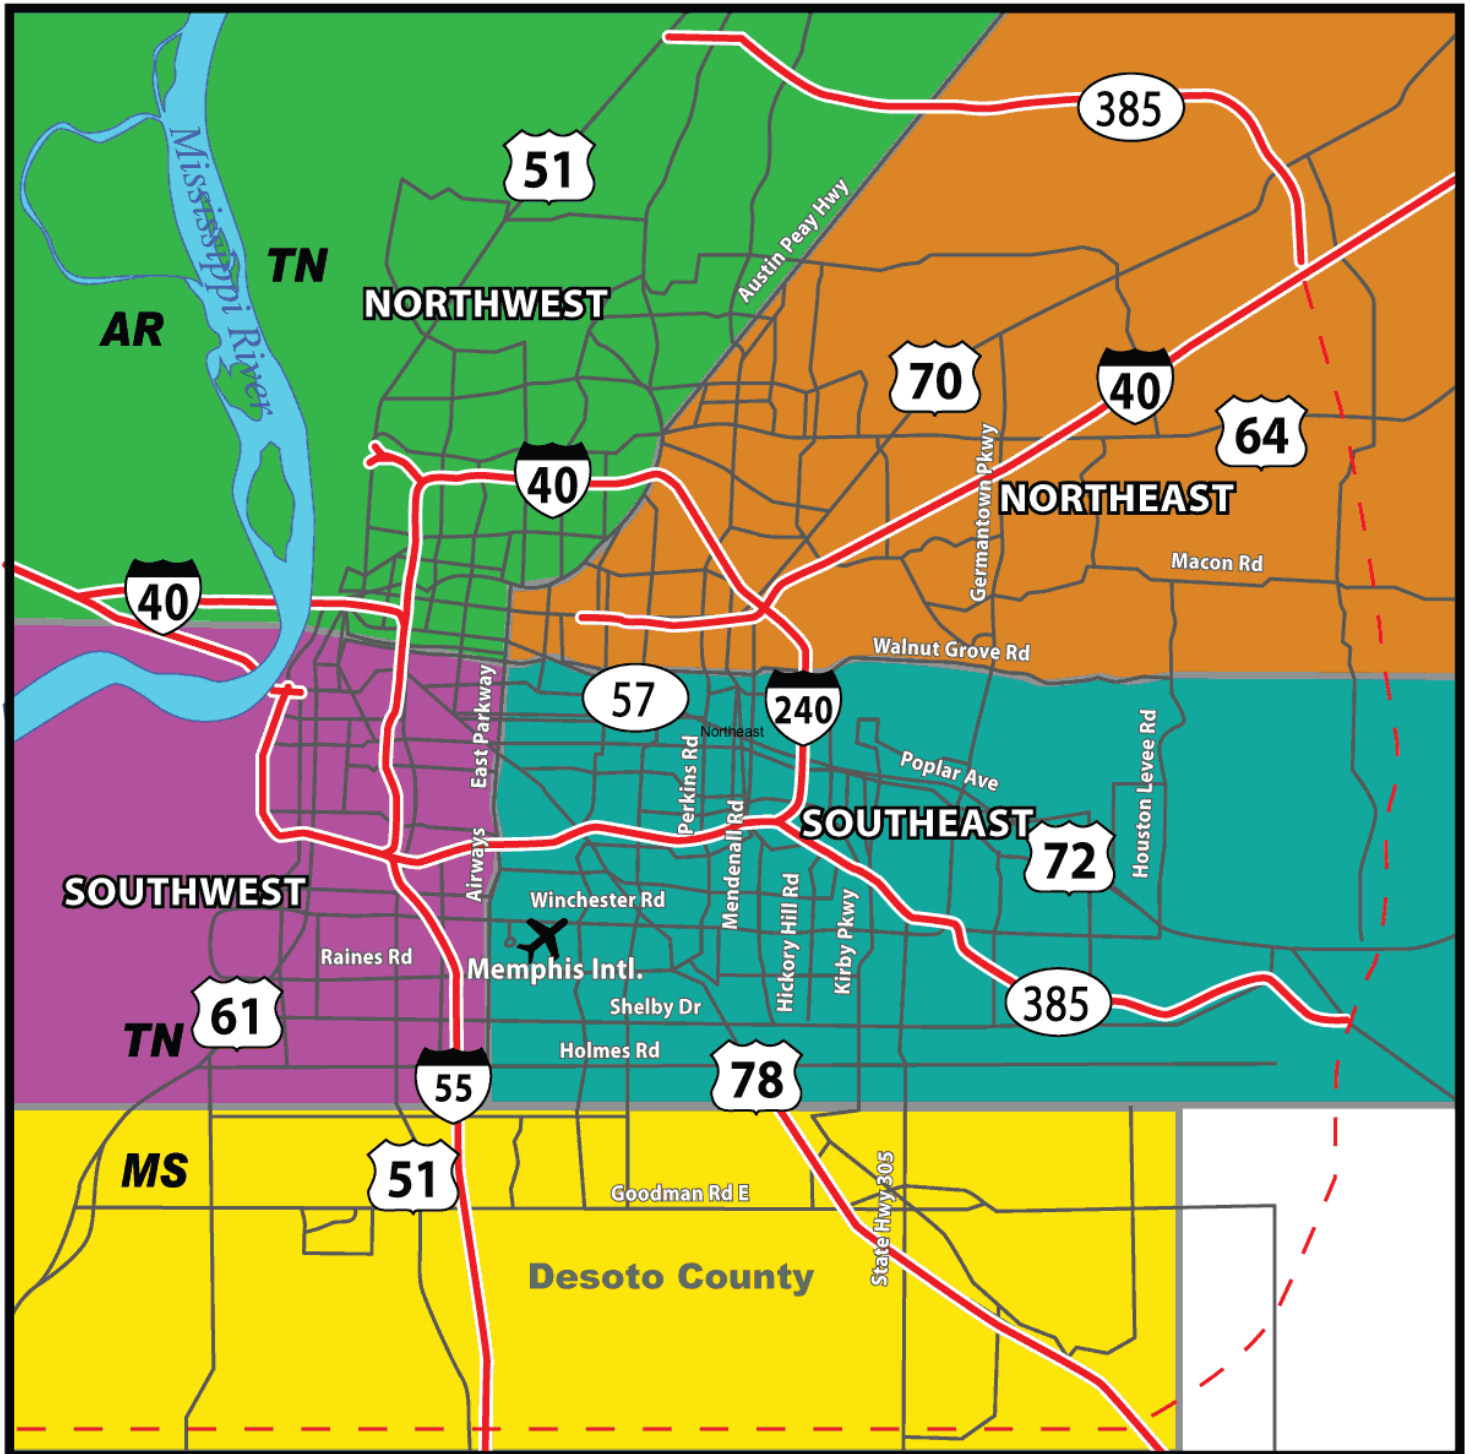 385
51
Mississippi River
Austin Peay Hwy
TN
NORTHWEST
AR
70
40
64
Germantown Pkwy
40
NORTHEAST
Macon Rd
40
Walnut Grove Rd
57
240
East Parkway
Northeast
Perkins Rd
Poplar Ave
Houston Levee Rd
Mendenall Rd
SOUTHEAST
72
Airways
SOUTHWEST
Winchester Rd
Hickory Hill Rd
Kirby Pkwy
Raines Rd
Memphis Intl.
61
Shelby Dr
385
TN
Holmes Rd
55
78
MS
51
Goodman Rd E
State Hwy 305
Desoto County